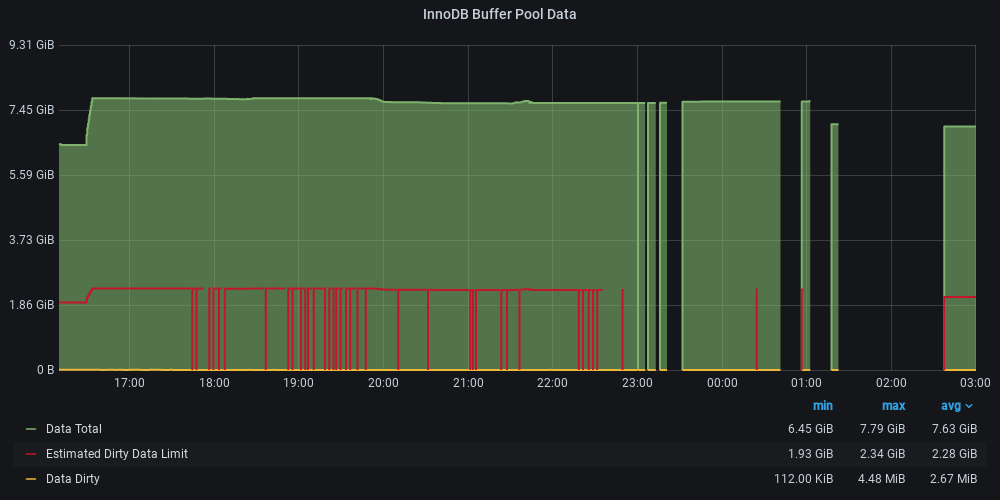 InnoDB Buffer Pool Data
9.31 GiB
7.45 GiB
5.59 GiB
3.73 GiB
1.86 GiB
0 B
17:00 18:00 19:00 20:00 21:00 22:00 23:00 00:00 01:00 02:00 03:00
min max avg
Data Total 6.45 GiB 7.79 GiB 7.63 GiB
Estimated Dirty Data Limit 1.93 GiB 2.34 GiB 2.28 GiB
Data Dirty 112.00 KiB 4.48 MiB 2.67 MiB